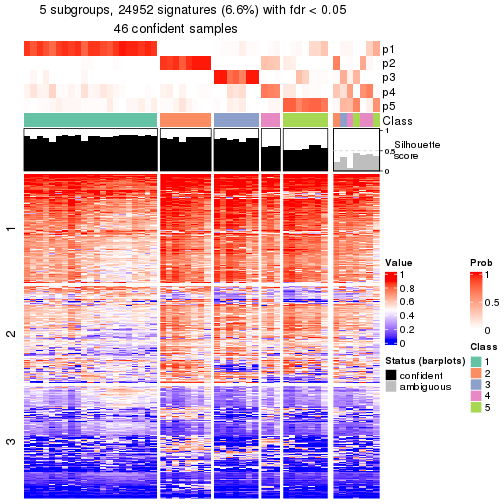 5 subgroups, 24952 signatures (6.6%) with fdr < 0.05
46 confident samples
p1
p2
p3
p4
p5
Class
1
0.5
0
Silhouette
score
1
2
3
Value
1
0.8
0.6
0.4
0.2
0
Status (barplots)
confident
ambiguous
Prob
1
0.5
0
Class
1
2
3
4
5